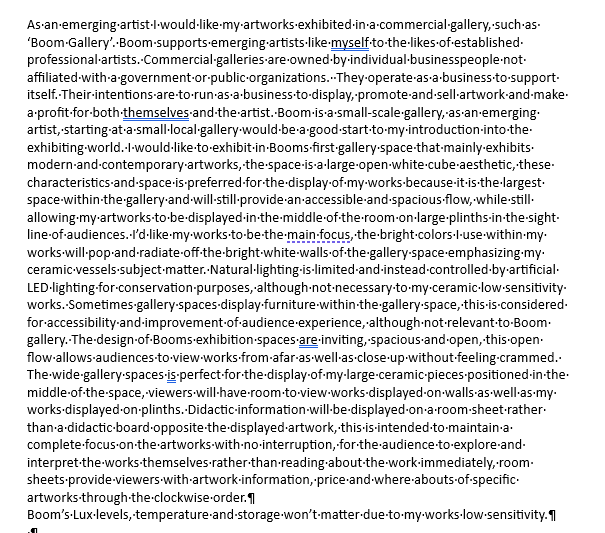 As an emerging artist I would like my artworks exhibited in a commercial gallery, such as
‘Boom Gallery’. Boom supports emerging artists like myself to the likes of established
professional artists. Commercial galleries are owned by individual businesspeople not
affiliated with a government or public organizations.  They operate as a business to support
itself. Their intentions are to run as a business to display, promote and sell artwork and make
a profit for both themselves and the artist. Boom is a small-scale gallery, as an emerging
artist, starting at a small local gallery would be a good start to my introduction into the
exhibiting world. I would like to exhibit in Booms first gallery space that mainly exhibits
modern and contemporary artworks, the space is a large open white cube aesthetic, these
characteristics and space is preferred for the display of my works because it is the largest
space within the gallery and will still provide an accessible and spacious flow, while still
allowing my artworks to be displayed in the middle of the room on large plinths in the sight
line of audiences. I’d like my works to be the main focus, the bright colors I use within my
works will pop and radiate off the bright white walls of the gallery space emphasizing my
ceramic vessels subject matter. Natural lighting is limited and instead controlled by artificial
LED lighting for conservation purposes, although not necessary to my ceramic low sensitivity
works. Sometimes gallery spaces display furniture within the gallery space, this is considered
for accessibility and improvement of audience experience, although not relevant to Boom
gallery. The design of Booms exhibition spaces are inviting, spacious and open, this open
flow allows audiences to view works from afar as well as close up without feeling crammed.
The wide gallery spaces is perfect for the display of my large ceramic pieces positioned in the
middle of the space, viewers will have room to view works displayed on walls as well as my
works displayed on plinths. Didactic information will be displayed on a room sheet rather
than a didactic board opposite the displayed artwork, this is intended to maintain a
complete focus on the artworks with no interruption, for the audience to explore and
interpret the works themselves rather than reading about the work immediately, room
sheets provide viewers with artwork information, price and where abouts of specific
artworks through the clockwise order.¶
Boom’s Lux levels, temperature and storage won’t matter due to my works low sensitivity.¶
¶